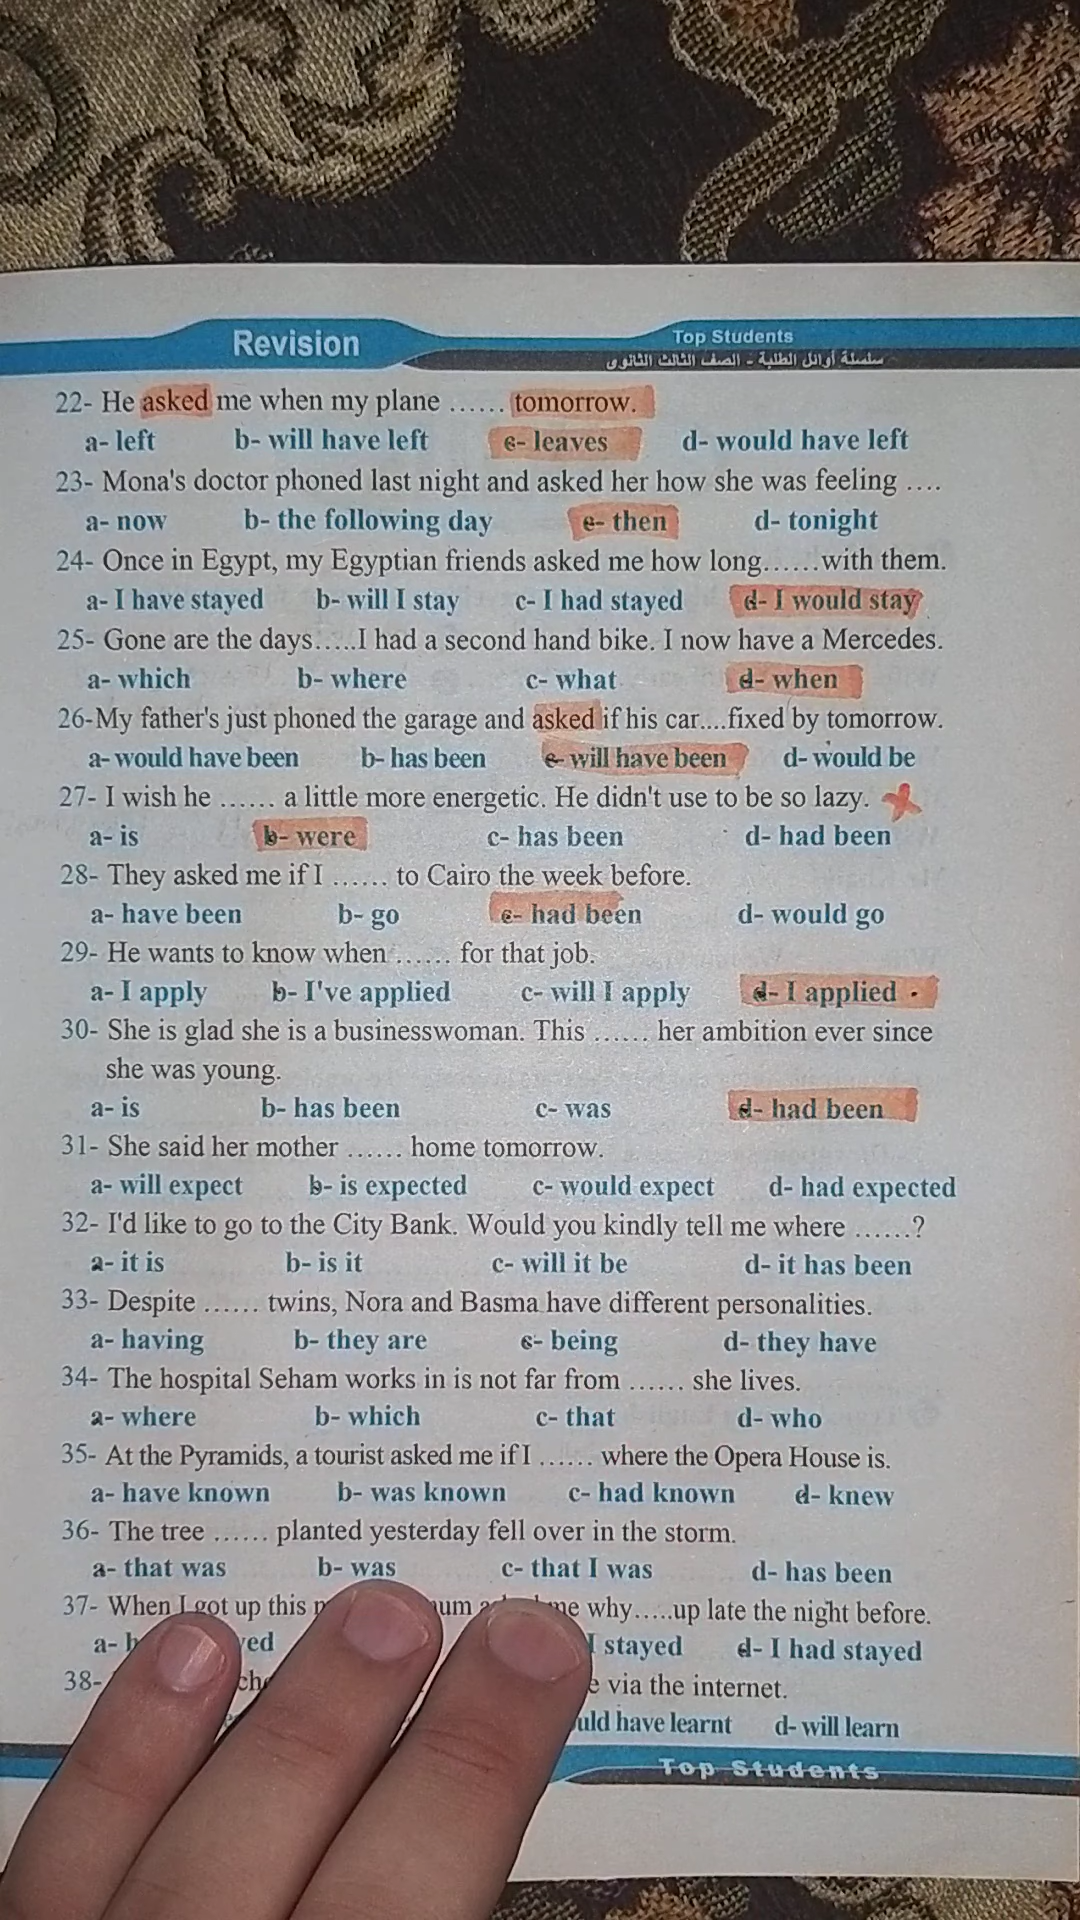 Revision
Top Students
سلسلة أوائل الطلبة - الصف الثالث الثانوى
22- He asked me when my plane ...... tomorrow.
a- left b- will have left c- leaves d- would have left
23- Mona's doctor phoned last night and asked her how she was feeling ....
a- now b- the following day c- then d- tonight
24- Once in Egypt, my Egyptian friends asked me how long......with them.
a- I have stayed b- will I stay c- I had stayed d- I would stay
25- Gone are the days.....I had a second hand bike. I now have a Mercedes.
a- which b- where c- what d- when
26-My father's just phoned the garage and asked if his car....fixed by tomorrow.
a- would have been b- has been c- will have been d- would be
27- I wish he ...... a little more energetic. He didn't use to be so lazy.
a- is b- were c- has been d- had been
28- They asked me if I ...... to Cairo the week before.
a- have been b- go c- had been d- would go
29- He wants to know when ...... for that job.
a- I apply b- I've applied c- will I apply d- I applied
30- She is glad she is a businesswoman. This ...... her ambition ever since
she was young.
a- is b- has been c- was d- had been
31- She said her mother ...... home tomorrow.
a- will expect b- is expected c- would expect d- had expected
32- I'd like to go to the City Bank. Would you kindly tell me where ......?
a- it is b- is it c- will it be d- it has been
33- Despite ...... twins, Nora and Basma have different personalities.
a- having b- they are c- being d- they have
34- The hospital Seham works in is not far from ...... she lives.
a- where b- which c- that d- who
35- At the Pyramids, a tourist asked me if I ...... where the Opera House is.
a- have known b- was known c- had known d- knew
36- The tree ...... planted yesterday fell over in the storm.
a- that was b- was c- that I was d- has been
37- When I got up this me why.....up late the night before.
a- I stayed d- I had stayed
38- via the internet.
have learnt d- will learn
Top Students